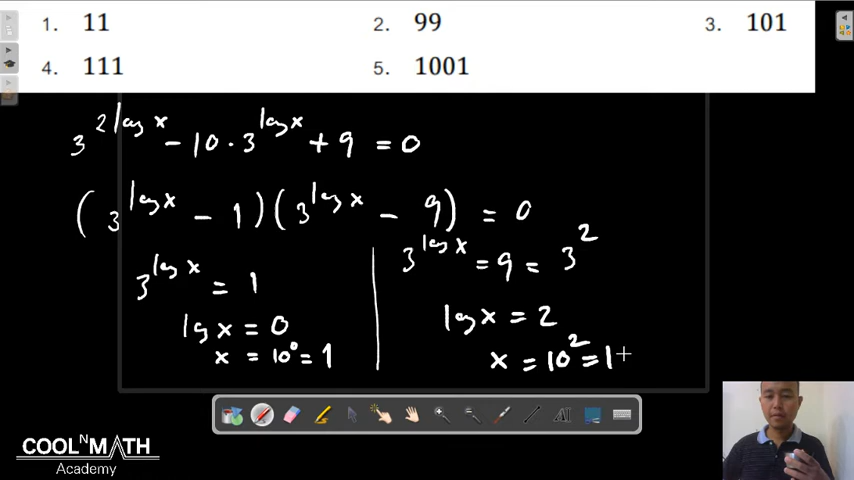 1. 11 2. 99 3. 101
4. 111 5. 1001
3^{2 log x} - 10 · 3^{log x} + 9 = 0
(3^{log x} - 1)(3^{log x} - 9) = 0
3^{log x} = 1
log x = 0
x = 10^0 = 1
3^{log x} = 9 = 3^2
log x = 2
x = 10^2 = 1
AI
COOL^N MATH
Academy